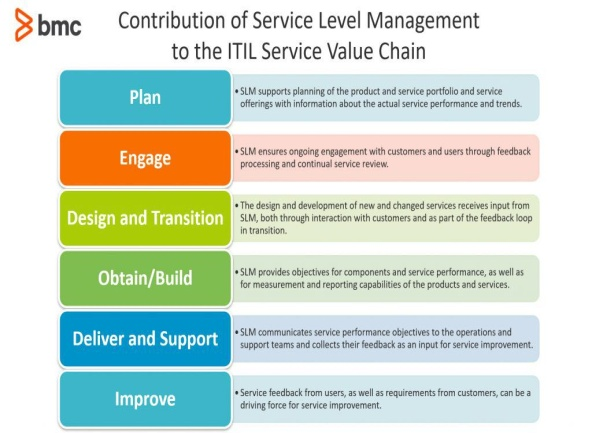 bmc
Contribution of Service Level Management
to the ITIL Service Value Chain
Plan
• SLM supports planning of the product and service portfolio and service
offerings with information about the actual service performance and trends.
Engage
• SLM ensures ongoing engagement with customers and users through feedback
processing and continual service review.
Design and Transition
• The design and development of new and changed services receives input from
SLM, both through interaction with customers and as part of the feedback loop
in transition.
Obtain/Build
• SLM provides objectives for components and service performance, as well as
for measurement and reporting capabilities of the products and services.
Deliver and Support
• SLM communicates service performance objectives to the operations and
support teams and collects their feedback as an input for service improvement.
Improve
• Service feedback from users, as well as requirements from customers, can be a
driving force for service improvement.